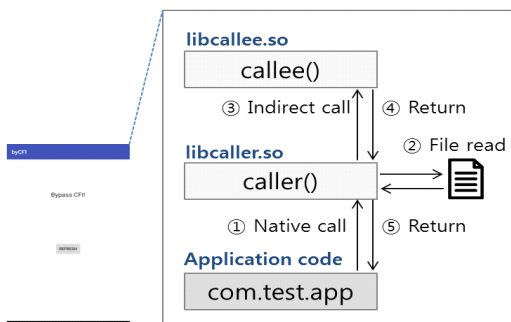 libcallee.so
callee()
③ Indirect call
④ Return
② File read
byCFI
libcaller.so
caller()
Bypass CFI!
① Native call
⑤ Return
REFRESH
Application code
com.test.app